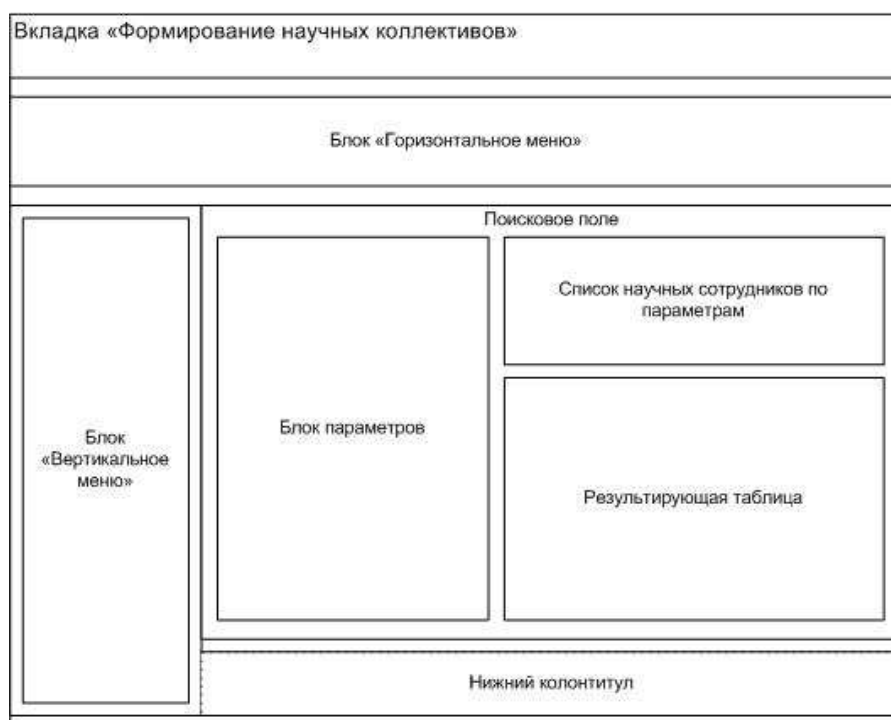 Вкладка «Формирование научных коллективов»
Блок «Горизонтальное меню»
Поисковое поле
Список научных сотрудников по
параметрам
Блок параметров
Блок
«Вертикальное
меню»
Результирующая таблица
Нижний колонтитул